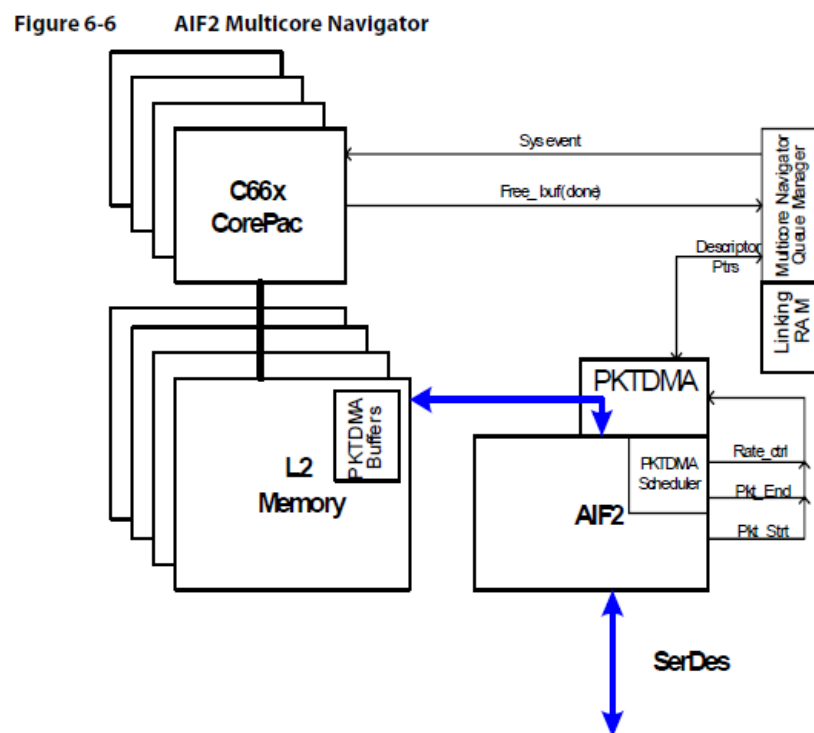 Figure 6-6 AIF2 Multicore Navigator
Sys event
C66x
CorePac
Free_buf(done)
Multicore Navigator
Queue Manager
Descriptor
Ptrs
Linking
RAM
PKTDMA
PKTDMA
Buffers
L2
Memory
PKTDMA
Scheduler
Rate_ctrl
Pkt_End
AIF2
Pkt_Strt
SerDes